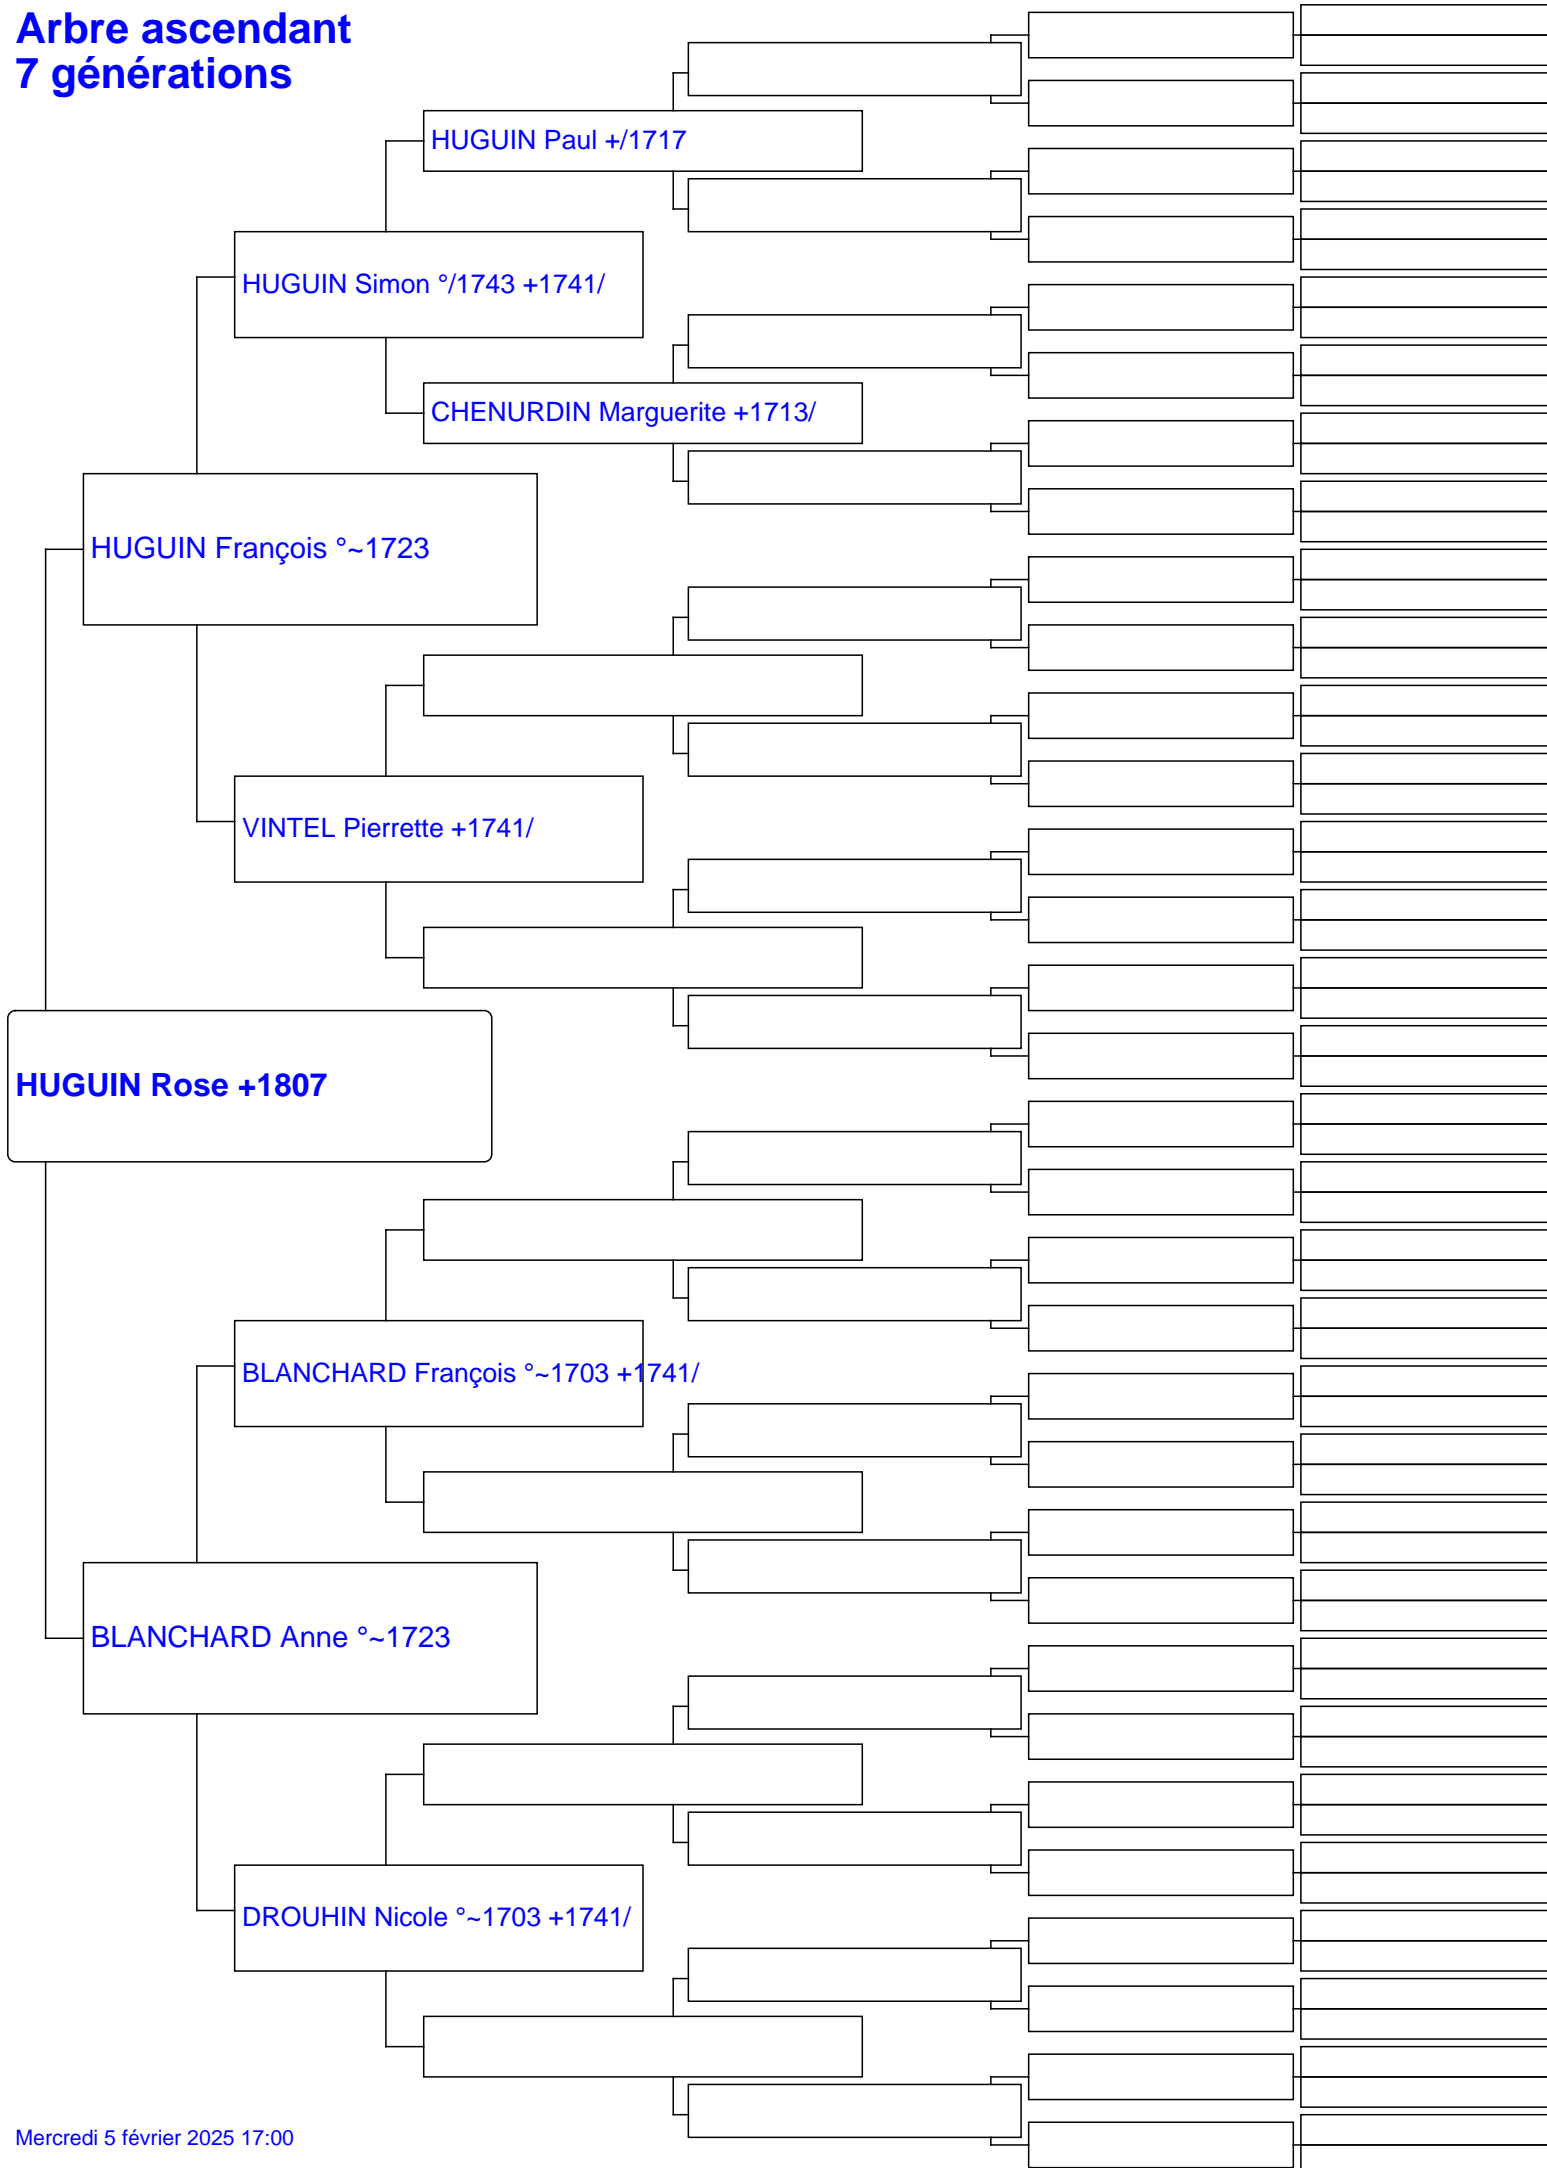 Arbre ascendant
7 générations
HUGUIN Paul +/1717
HUGUIN Simon °/1743 +1741/
CHENURDIN Marguerite +1713/
HUGUIN François °~1723
VINTEL Pierrette +1741/
HUGUIN Rose +1807
BLANCHARD François °~1703 +1741/
BLANCHARD Anne °~1723
DROUHIN Nicole °~1703 +1741/
Mercredi 5 février 2025 17:00